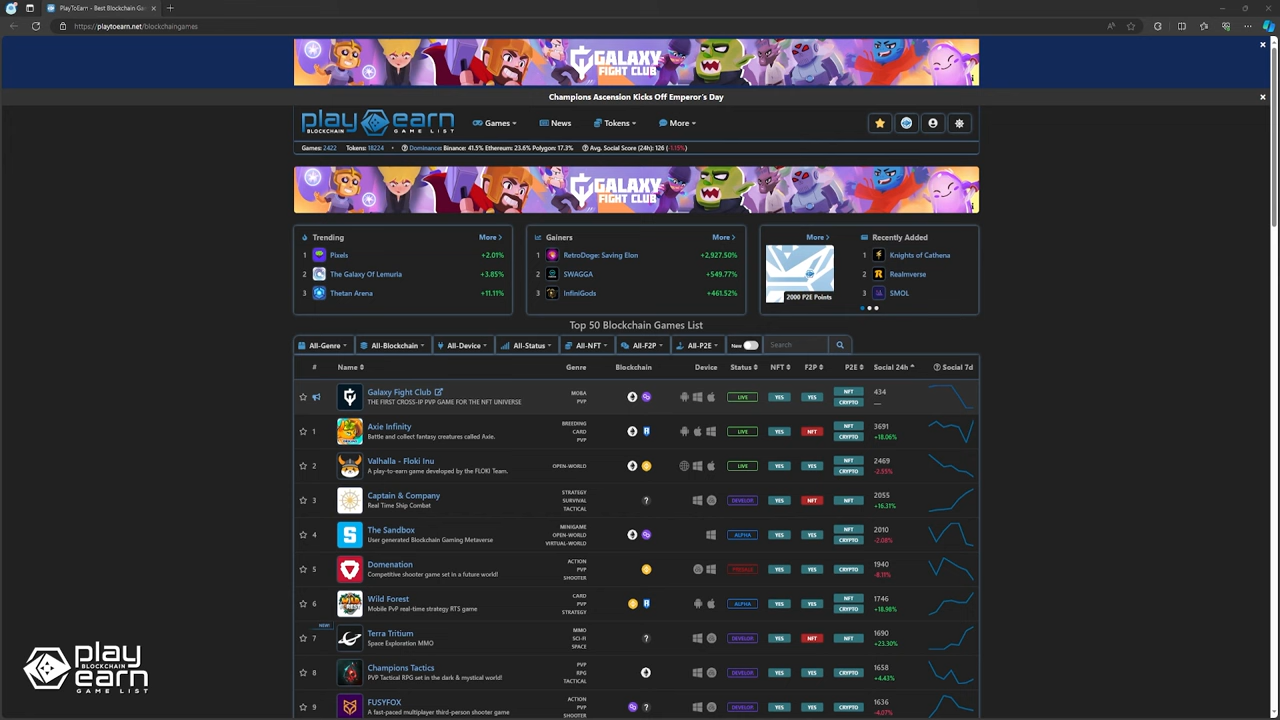 PlayToEarn - Best Blockchain Ga
https://playtoearn.net/blockchaingames
GALAXY
FIGHT CLUB
Champions Ascension Kicks Off Emperor's Day
play earn
BLOCKCHAIN GAME LIST
Games
News
Tokens
More
Games: 2422 Tokens: 18224 • Dominance: Binance: 41.5% Ethereum: 23.6% Polygon: 17.3% Avg. Social Score (24h): 126 (-1.15%)
GALAXY
FIGHT CLUB
Trending More
1 Pixels +2.01%
2 The Galaxy Of Lemuria +3.85%
3 Thetan Arena +11.11%
Gainers More
1 RetroDoge: Saving Elon +2,927.50%
2 SWAGGA +549.77%
3 InfiniGods +461.52%
More
2000 P2E Points
Recently Added
1 Knights of Cathena
2 Realmverse
3 SMOL
Top 50 Blockchain Games List
All-Genre All-Blockchain All-Device All-Status All-NFT All-F2P All-P2E New Search
# Name Genre Blockchain Device Status NFT F2P P2E Social 24h Social 7d
Galaxy Fight Club
THE FIRST CROSS-IP PVP GAME FOR THE NFT UNIVERSE
MOBA
PVP
LIVE YES YES
NFT
CRYPTO
434
—
1 Axie Infinity
Battle and collect fantasy creatures called Axie.
BREEDING
CARD
PVP
LIVE YES NFT
NFT
CRYPTO
3691
+18.06%
2 Valhalla - Floki Inu
A play-to-earn game developed by the FLOKI Team.
OPEN-WORLD
LIVE YES YES
NFT
CRYPTO
2469
-2.55%
3 Captain & Company
Real Time Ship Combat
STRATEGY
SURVIVAL
TACTICAL
?
DEVELOP YES NFT NFT
2055
+16.31%
4 The Sandbox
User generated Blockchain Gaming Metaverse
MINIGAME
OPEN-WORLD
VIRTUAL-WORLD
ALPHA YES YES
NFT
CRYPTO
2010
-2.08%
5 Domenation
Competitive shooter game set in a future world!
ACTION
PVP
SHOOTER
PRESALE YES YES
NFT
CRYPTO
1940
-8.11%
6 Wild Forest
Mobile PvP real-time strategy RTS game
CARD
PVP
STRATEGY
ALPHA YES YES
NFT
CRYPTO
1746
+18.98%
NEW!
7 Terra Tritium
Space Exploration MMO
MMO
SCI-FI
SPACE
?
DEVELOP YES NFT NFT
1690
+23.30%
8 Champions Tactics
PVP Tactical RPG set in the dark & mystical world!
PVP
RPG
TACTICAL
DEVELOP YES YES
NFT
CRYPTO
1658
+4.43%
9 FUSYFOX
A fast-paced multiplayer third-person shooter game
ACTION
PVP
SHOOTER
?
DEVELOP YES YES
NFT
CRYPTO
1636
-4.07%
play
BLOCKCHAIN
earn
GAME LIST